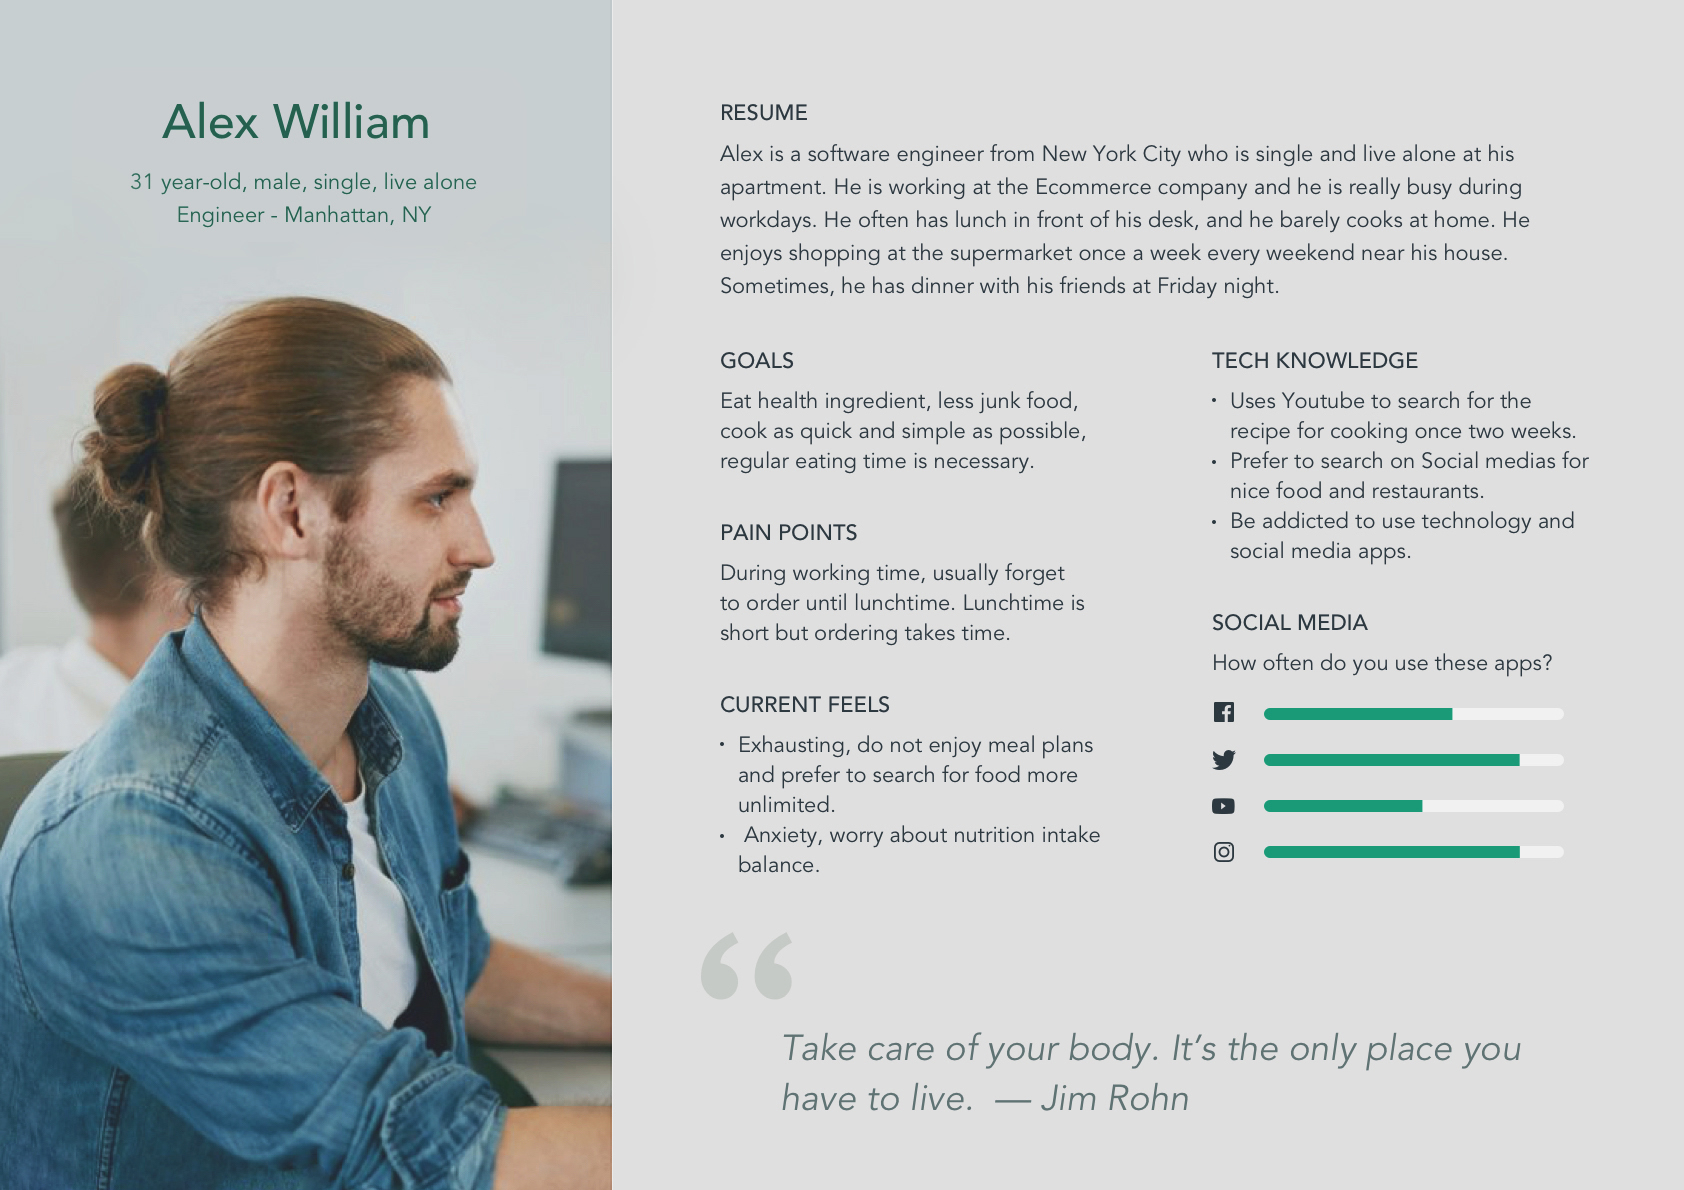 Alex William
31 year-old, male, single, live alone
Engineer - Manhattan, NY
RESUME
Alex is a software engineer from New York City who is single and live alone at his
apartment. He is working at the Ecommerce company and he is really busy during
workdays. He often has lunch in front of his desk, and he barely cooks at home. He
enjoys shopping at the supermarket once a week every weekend near his house.
Sometimes, he has dinner with his friends at Friday night.
GOALS
Eat health ingredient, less junk food,
cook as quick and simple as possible,
regular eating time is necessary.
PAIN POINTS
During working time, usually forget
to order until lunchtime. Lunchtime is
short but ordering takes time.
CURRENT FEELS
• Exhausting, do not enjoy meal plans
and prefer to search for food more
unlimited.
• Anxiety, worry about nutrition intake
balance.
TECH KNOWLEDGE
• Uses Youtube to search for the
recipe for cooking once two weeks.
• Prefer to search on Social medias for
nice food and restaurants.
• Be addicted to use technology and
social media apps.
SOCIAL MEDIA
How often do you use these apps?
“
Take care of your body. It’s the only place you
have to live. — Jim Rohn